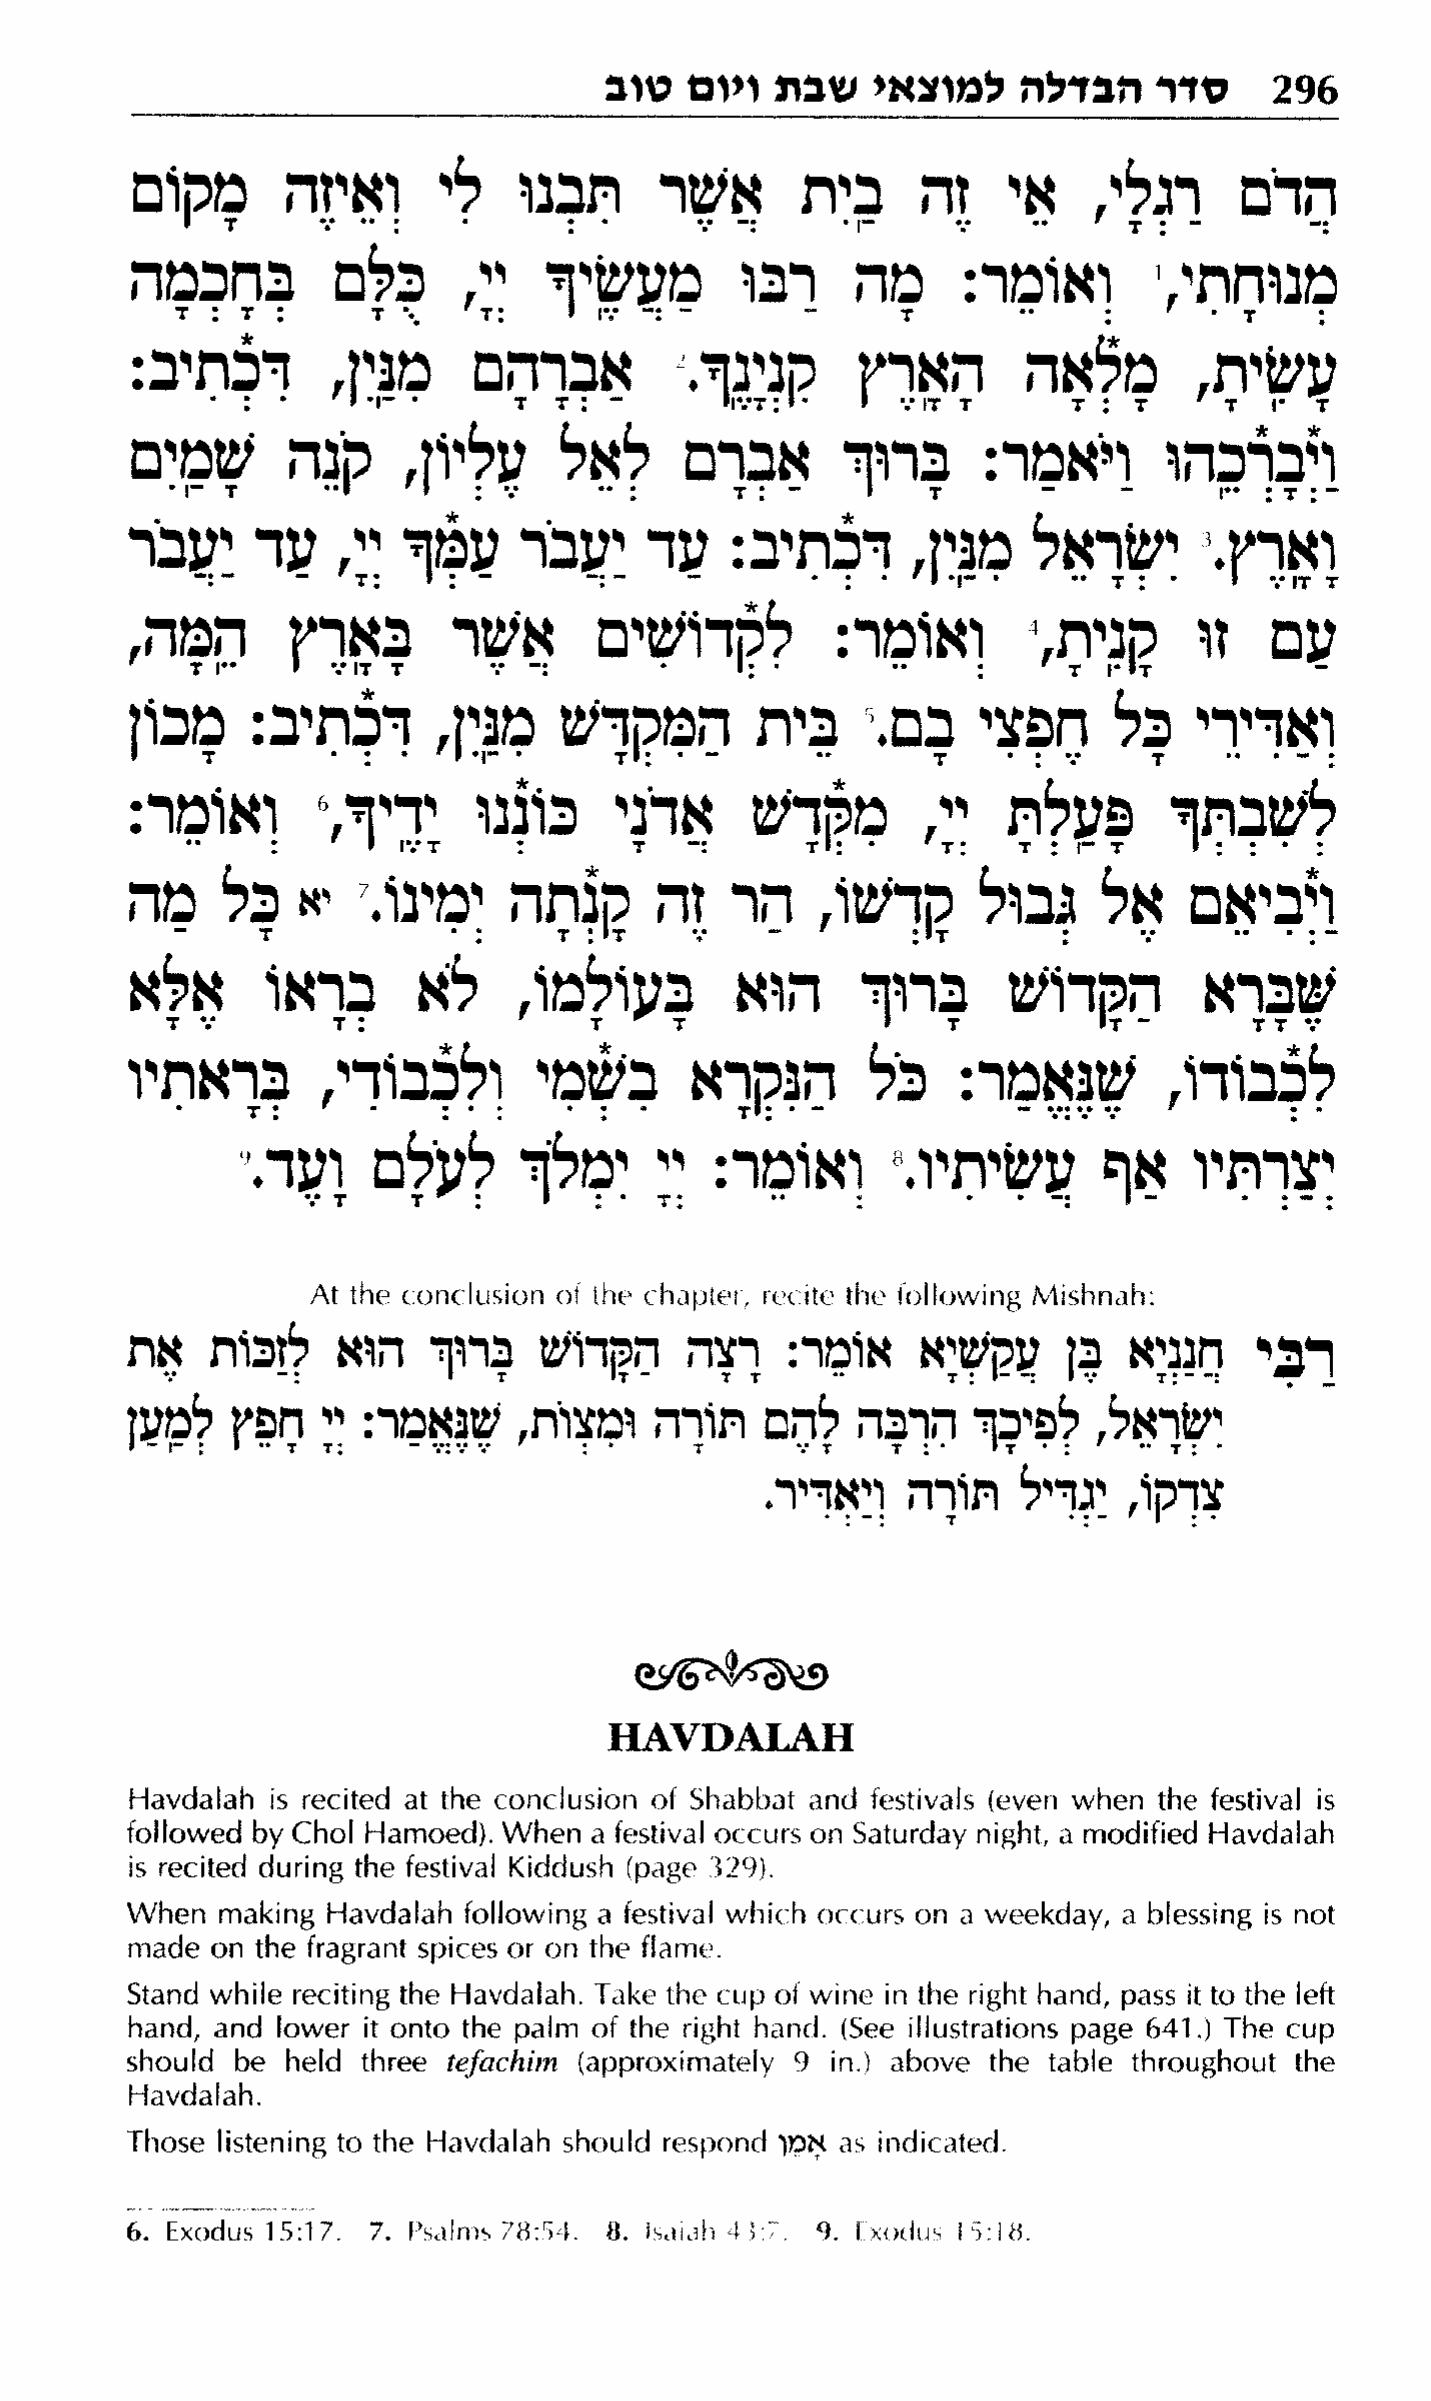 296 סדר הבדלה למוצאי שבת ויום טוב
הֲדֹם רַגְלָי, אֵי זֶה בַיִת אֲשֶׁר תִּבְנוּ לִי וְאֵיזֶה מָקוֹם
מְנוּחָתִי,¹ וְאוֹמֵר: מָה רַבּוּ מַעֲשֶׂיךָ יְיָ, כֻּלָּם בְּחָכְמָה
עָשִׂיתָ, מָלְ*אָה הָאָרֶץ קִנְיָנֶךָ.² אַבְרָהָם מִנַּיִן, דִּכְ*תִיב:
וַיְ*בָרְ*כֵהוּ וַיֹּאמַר: בָּרוּךְ אַבְרָם לְאֵל עֶלְיוֹן, קֹנֵה שָׁמַיִם
וָאָרֶץ.³ יִשְׂרָאֵל מִנַּיִן, דִּכְ*תִיב: עַד יַעֲבֹר עַמְּ*ךָ יְיָ, עַד יַעֲבֹר
עַם זוּ קָנִיתָ,⁴ וְאוֹמֵר: לִקְ*דוֹשִׁים אֲשֶׁר בָּאָרֶץ הֵמָּה,
וְאַדִּירֵי כָּל חֶפְצִי בָם.⁵ בֵּית הַמִּקְדָּשׁ מִנַּיִן, דִּכְ*תִיב: מָכוֹן
לְשִׁבְתְּךָ פָּעַלְתָּ יְיָ, מִקְּ*דָשׁ אֲדֹנָי כּוֹנְ*נוּ יָדֶיךָ,⁶ וְאוֹמֵר:
וַיְ*בִיאֵם אֶל גְּבוּל קָדְשׁוֹ, הַר זֶה קָנְ*תָה יְמִינוֹ.⁷ יא כָּל מַה
שֶּׁבָּרָא הַקָּדוֹשׁ בָּרוּךְ הוּא בָּעוֹלָמוֹ, לֹא בְרָאוֹ אֶלָּא
לִכְ*בוֹדוֹ, שֶׁנֶּאֱמַר: כֹּל הַנִּקְרָא בִשְׁ*מִי וְלִכְ*בוֹדִי, בְּרָאתִיו
יְצַרְתִּיו אַף עֲשִׂיתִיו.⁸ וְאוֹמֵר: יְיָ יִמְלֹךְ לְעֹלָם וָעֶד.⁹
At the conclusion of the chapter, recite the following Mishnah:
רַבִּי חֲנַנְיָא בֶּן עֲקַשְׁיָא אוֹמֵר: רָצָה הַקָּדוֹשׁ בָּרוּךְ הוּא לְזַכּוֹת אֶת
יִשְׂרָאֵל, לְפִיכָךְ הִרְבָּה לָהֶם תּוֹרָה וּמִצְוֹת, שֶׁנֶּאֱמַר: יְיָ חָפֵץ לְמַעַן
צִדְקוֹ, יַגְדִּיל תּוֹרָה וְיַאְדִּיר.
HAVDALAH
Havdalah is recited at the conclusion of Shabbat and festivals (even when the festival is
followed by Chol Hamoed). When a festival occurs on Saturday night, a modified Havdalah
is recited during the festival Kiddush (page 329).
When making Havdalah following a festival which occurs on a weekday, a blessing is not
made on the fragrant spices or on the flame.
Stand while reciting the Havdalah. Take the cup of wine in the right hand, pass it to the left
hand, and lower it onto the palm of the right hand. (See illustrations page 641.) The cup
should be held three tefachim (approximately 9 in.) above the table throughout the
Havdalah.
Those listening to the Havdalah should respond אָמֵן as indicated.
6. Exodus 15:17. 7. Psalms 78:54. 8. Isaiah 43:7. 9. Exodus 15:18.